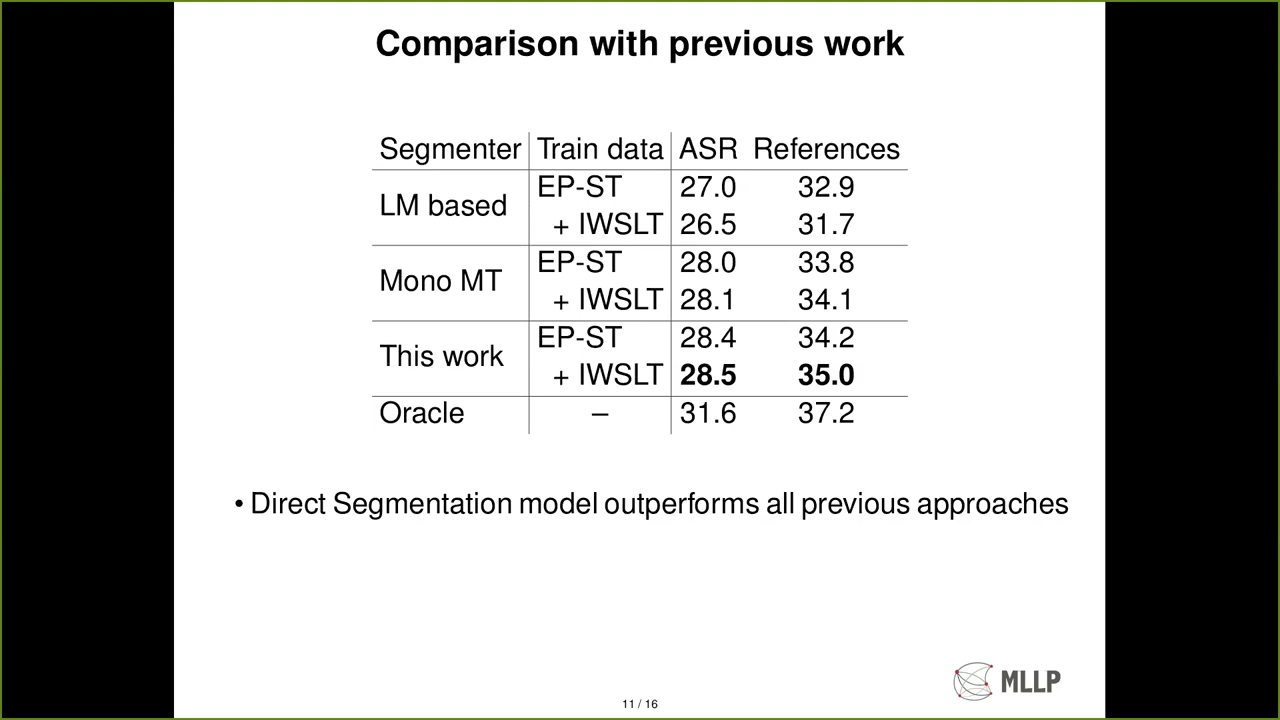 Comparison with previous work
Segmenter Train data ASR References
LM based EP-ST 27.0 32.9
+ IWSLT 26.5 31.7
Mono MT EP-ST 28.0 33.8
+ IWSLT 28.1 34.1
This work EP-ST 28.4 34.2
+ IWSLT 28.5 35.0
Oracle – 31.6 37.2
• Direct Segmentation model outperforms all previous approaches
MLLP
11 / 16